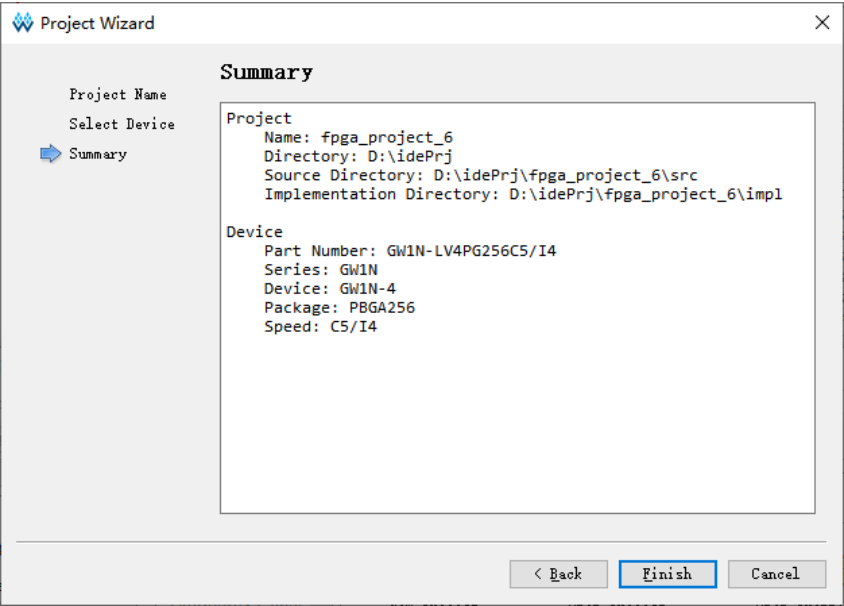 Project Wizard
Summary
Project Name
Select Device
Summary
Project
Name: fpga_project_6
Directory: D:\idePrj
Source Directory: D:\idePrj\fpga_project_6\src
Implementation Directory: D:\idePrj\fpga_project_6\impl
Device
Part Number: GW1N-LV4PG256C5/I4
Series: GW1N
Device: GW1N-4
Package: PBGA256
Speed: C5/I4
< Back
Finish
Cancel